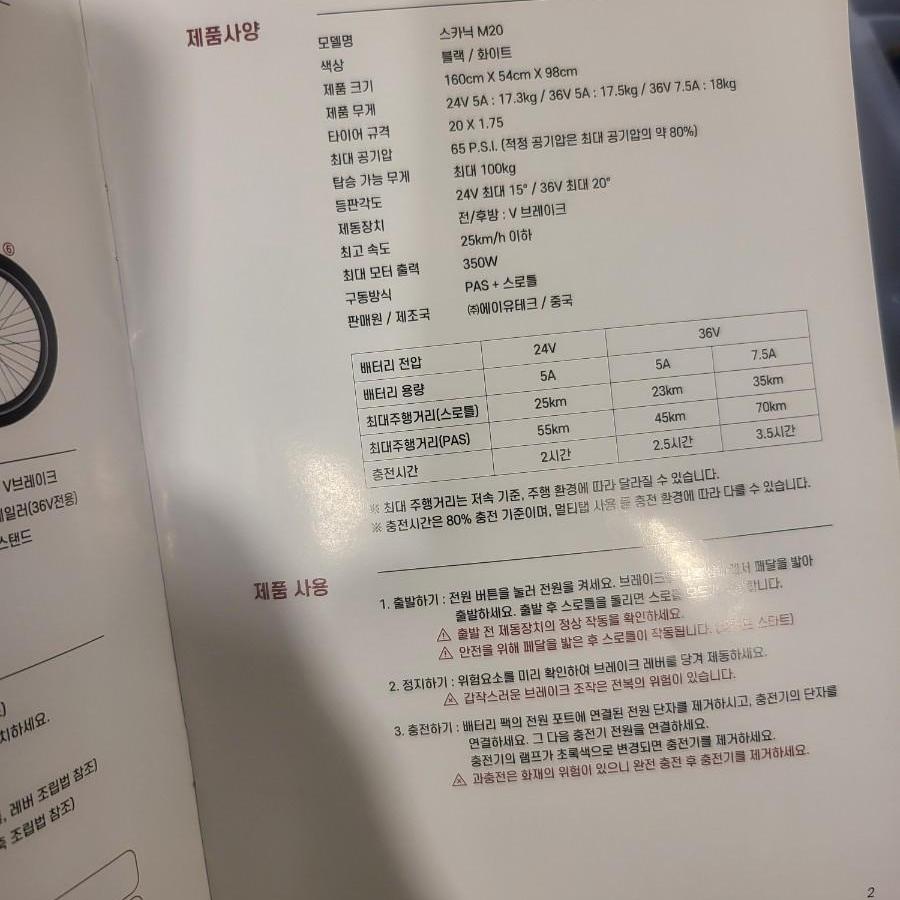 ⑥
V브레이크
일러(36V전용)
스탠드
치하세요.
, 레버 조립법 참조)
조립법 참조)
제품사양
모델명 스카닉 M20
색상 블랙 / 화이트
제품 크기 160cm X 54cm X 98cm
제품 무게 24V 5A : 17.3kg / 36V 5A : 17.5kg / 36V 7.5A : 18kg
타이어 규격 20 X 1.75
최대 공기압 65 P.S.I. (적정 공기압은 최대 공기압의 약 80%)
탑승 가능 무게 최대 100kg
등판각도 24V 최대 15° / 36V 최대 20°
제동장치 전/후방 : V 브레이크
최고 속도 25km/h 이하
최대 모터 출력 350W
구동방식 PAS + 스로틀
판매원 / 제조국 ㈜에이유테크 / 중국
배터리 전압 24V 36V
배터리 용량 5A 5A 7.5A
최대주행거리(스로틀) 25km 23km 35km
최대주행거리(PAS) 55km 45km 70km
충전시간 2시간 2.5시간 3.5시간
※ 최대 주행거리는 저속 기준, 주행 환경에 따라 달라질 수 있습니다.
※ 충전시간은 80% 충전 기준이며, 멀티탭 사용 등 충전 환경에 따라 다를 수 있습니다.
제품 사용
1. 출발하기 : 전원 버튼을 눌러 전원을 켜세요. 브레이크 페달을 밟아
출발하세요. 출발 후 스로틀을 돌리면 합니다.
⚠ 출발 전 제동장치의 정상 작동을 확인하세요.
⚠ 안전을 위해 페달을 밟은 후 스로틀이 작동됩니다. 스타트)
2. 정지하기 : 위험요소를 미리 확인하여 브레이크 레버를 당겨 제동하세요.
⚠ 갑작스러운 브레이크 조작은 전복의 위험이 있습니다.
3. 충전하기 : 배터리 팩의 전원 포트에 연결된 전원 단자를 제거하시고, 충전기의 단자를
연결하세요. 그 다음 충전기 전원을 연결하세요.
충전기의 램프가 초록색으로 변경되면 충전기를 제거하세요.
⚠ 과충전은 화재의 위험이 있으니 완전 충전 후 충전기를 제거하세요.
2